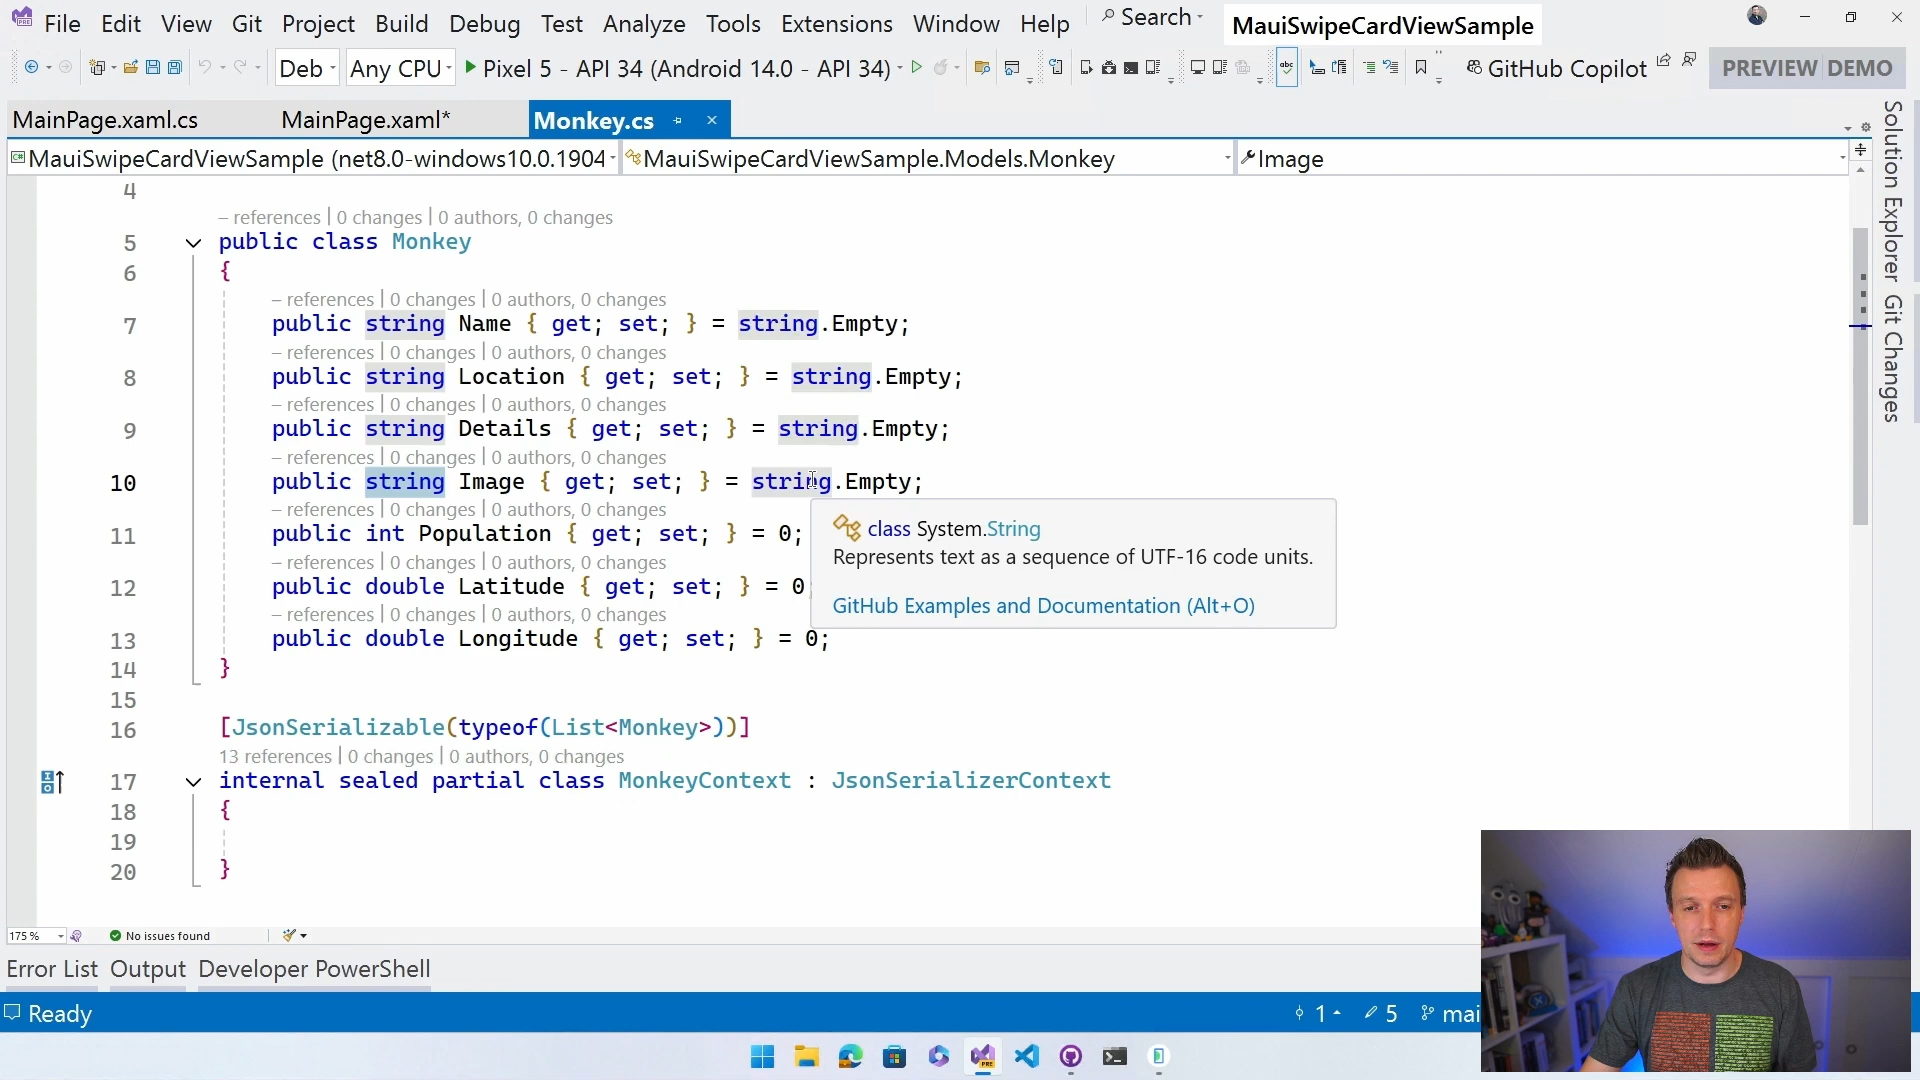 File Edit View Git Project Build Debug Test Analyze Tools Extensions Window Help Search MauiSwipeCardViewSample
Deb Any CPU Pixel 5 - API 34 (Android 14.0 - API 34) GitHub Copilot PREVIEW DEMO
MainPage.xaml.cs MainPage.xaml* Monkey.cs
MauiSwipeCardViewSample (net8.0-windows10.0.1904 MauiSwipeCardViewSample.Models.Monkey Image
4
– references | 0 changes | 0 authors, 0 changes
5 public class Monkey
6 {
– references | 0 changes | 0 authors, 0 changes
7 public string Name { get; set; } = string.Empty;
– references | 0 changes | 0 authors, 0 changes
8 public string Location { get; set; } = string.Empty;
– references | 0 changes | 0 authors, 0 changes
9 public string Details { get; set; } = string.Empty;
– references | 0 changes | 0 authors, 0 changes
10 public string Image { get; set; } = string.Empty;
– references | 0 changes | 0 authors, 0 changes
11 public int Population { get; set; } = 0;
– references | 0 changes | 0 authors, 0 changes
12 public double Latitude { get; set; } = 0
– references | 0 changes | 0 authors, 0 changes
13 public double Longitude { get; set; } = 0;
14 }
class System.String
Represents text as a sequence of UTF-16 code units.
GitHub Examples and Documentation (Alt+O)
15
16 [JsonSerializable(typeof(List<Monkey>))]
13 references | 0 changes | 0 authors, 0 changes
17 internal sealed partial class MonkeyContext : JsonSerializerContext
18 {
19
20 }
Solution Explorer
Git Changes
175 % No issues found
Error List Output Developer PowerShell
Ready 1 5 mai